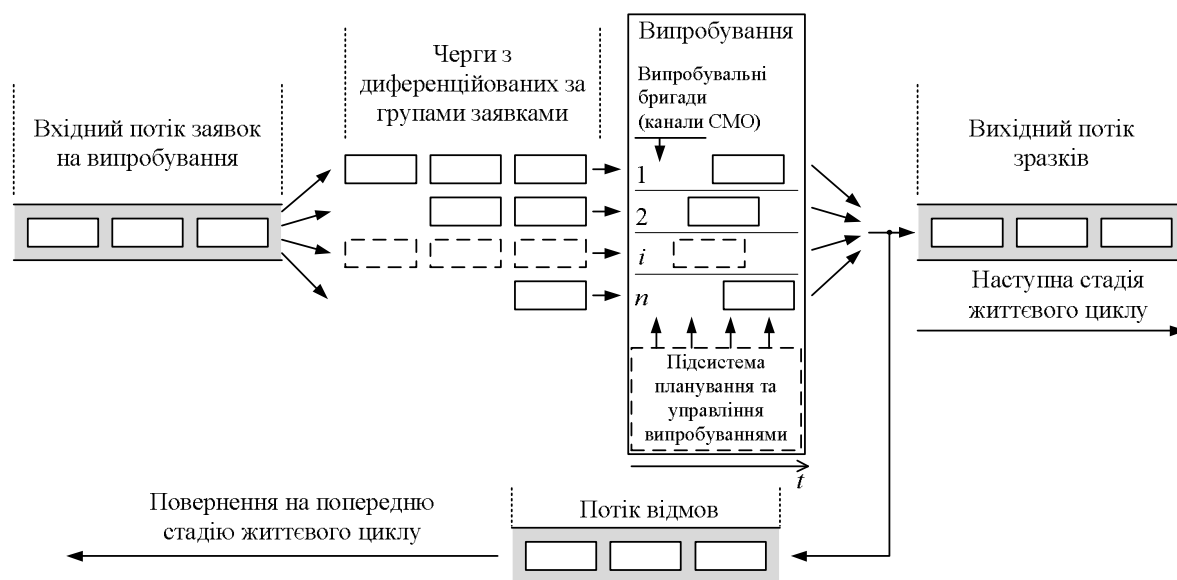 Вхідний потік заявок
на випробування
Черги з
диференційованих за
групами заявками
Випробування
Випробувальні
бригади
(канали СМО)
1
2
i
n
Підсистема
планування та
управління
випробуваннями
t
Вихідний потік
зразків
Наступна стадія
життєвого циклу
Повернення на попередню
стадію життєвого циклу
Потік відмов